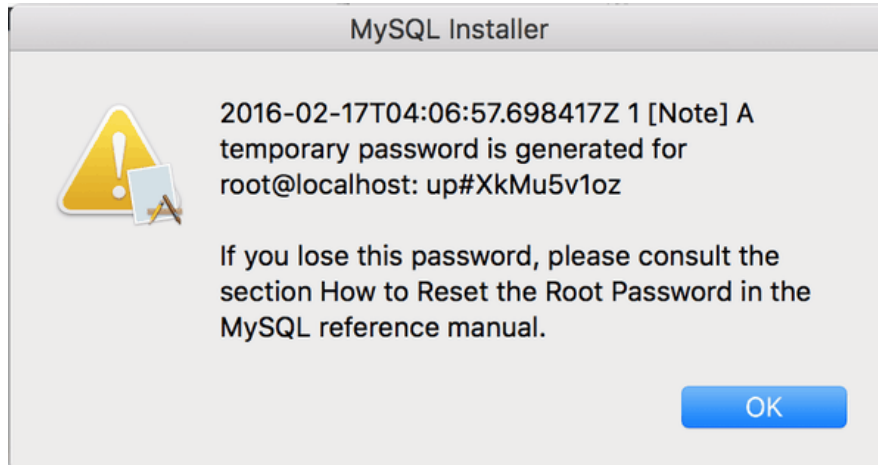 MySQL Installer
2016-02-17T04:06:57.698417Z 1 [Note] A
temporary password is generated for
root@localhost: up#XkMu5v1oz
If you lose this password, please consult the
section How to Reset the Root Password in the
MySQL reference manual.
OK